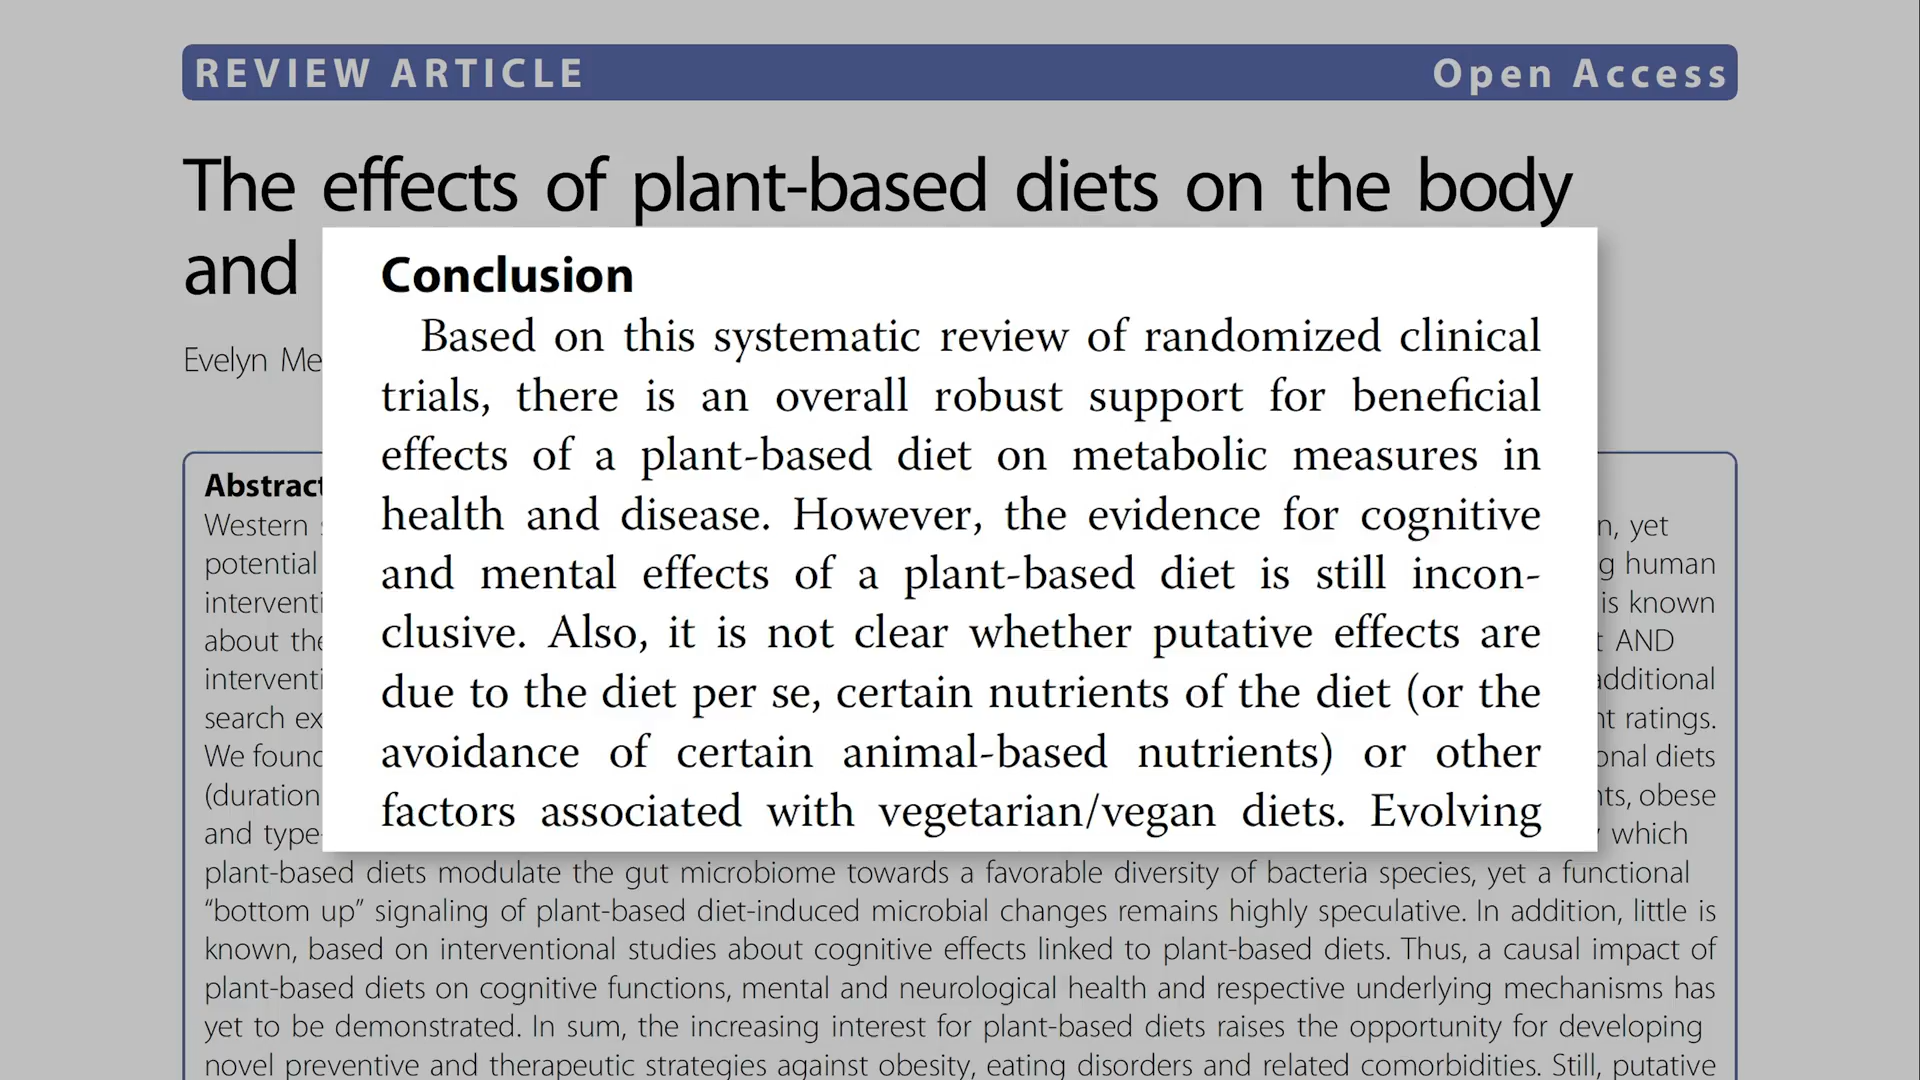 REVIEW ARTICLE Open Access
The effects of plant-based diets on the body
and
Evelyn
Conclusion
Based on this systematic review of randomized clinical
trials, there is an overall robust support for beneficial
effects of a plant-based diet on metabolic measures in
health and disease. However, the evidence for cognitive
and mental effects of a plant-based diet is still incon-
clusive. Also, it is not clear whether putative effects are
due to the diet per se, certain nutrients of the diet (or the
avoidance of certain animal-based nutrients) or other
factors associated with vegetarian/vegan diets. Evolving
Abstract
Western yet
potential human
is known
about AND
additional
search ratings.
We diets
(duration obese
and which
plant-based diets modulate the gut microbiome towards a favorable diversity of bacteria species, yet a functional
“bottom up” signaling of plant-based diet-induced microbial changes remains highly speculative. In addition, little is
known, based on interventional studies about cognitive effects linked to plant-based diets. Thus, a causal impact of
plant-based diets on cognitive functions, mental and neurological health and respective underlying mechanisms has
yet to be demonstrated. In sum, the increasing interest for plant-based diets raises the opportunity for developing
novel preventive and therapeutic strategies against obesity, eating disorders and related comorbidities. Still, putative